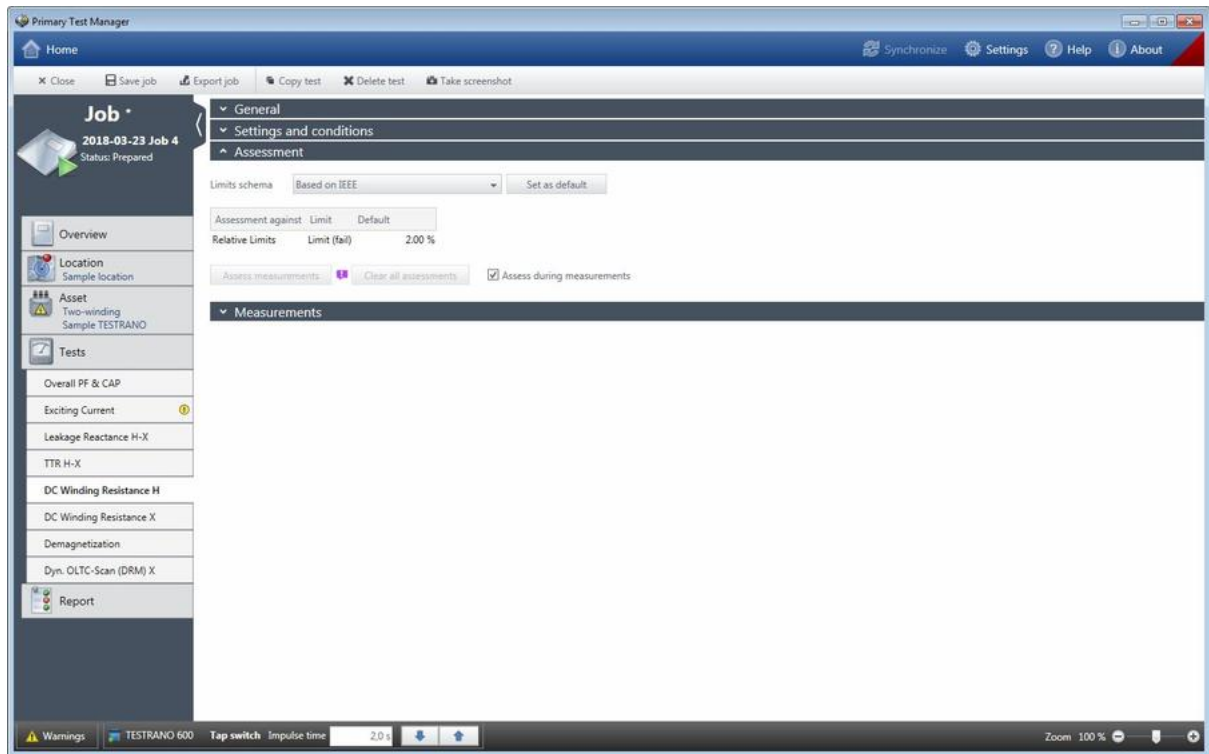 Primary Test Manager
Home
Synchronize Settings Help About
Close Save job Export job Copy test Delete test Take screenshot
Job *
2018-03-23 Job 4
Status: Prepared
Overview
Location
Sample location
Asset
Two-winding
Sample TESTRANO
Tests
Overall PF & CAP
Exciting Current
Leakage Reactance H-X
TTR H-X
DC Winding Resistance H
DC Winding Resistance X
Demagnetization
Dyn. OLTC-Scan (DRM) X
Report
General
Settings and conditions
Assessment
Limits schema Based on IEEE Set as default
Assessment against Limit Default
Relative Limits Limit (fail) 2.00 %
Assess measurements Clear all assessments Assess during measurements
Measurements
Warnings TESTRANO 600 Tap switch Impulse time 2,0 s Zoom 100 %